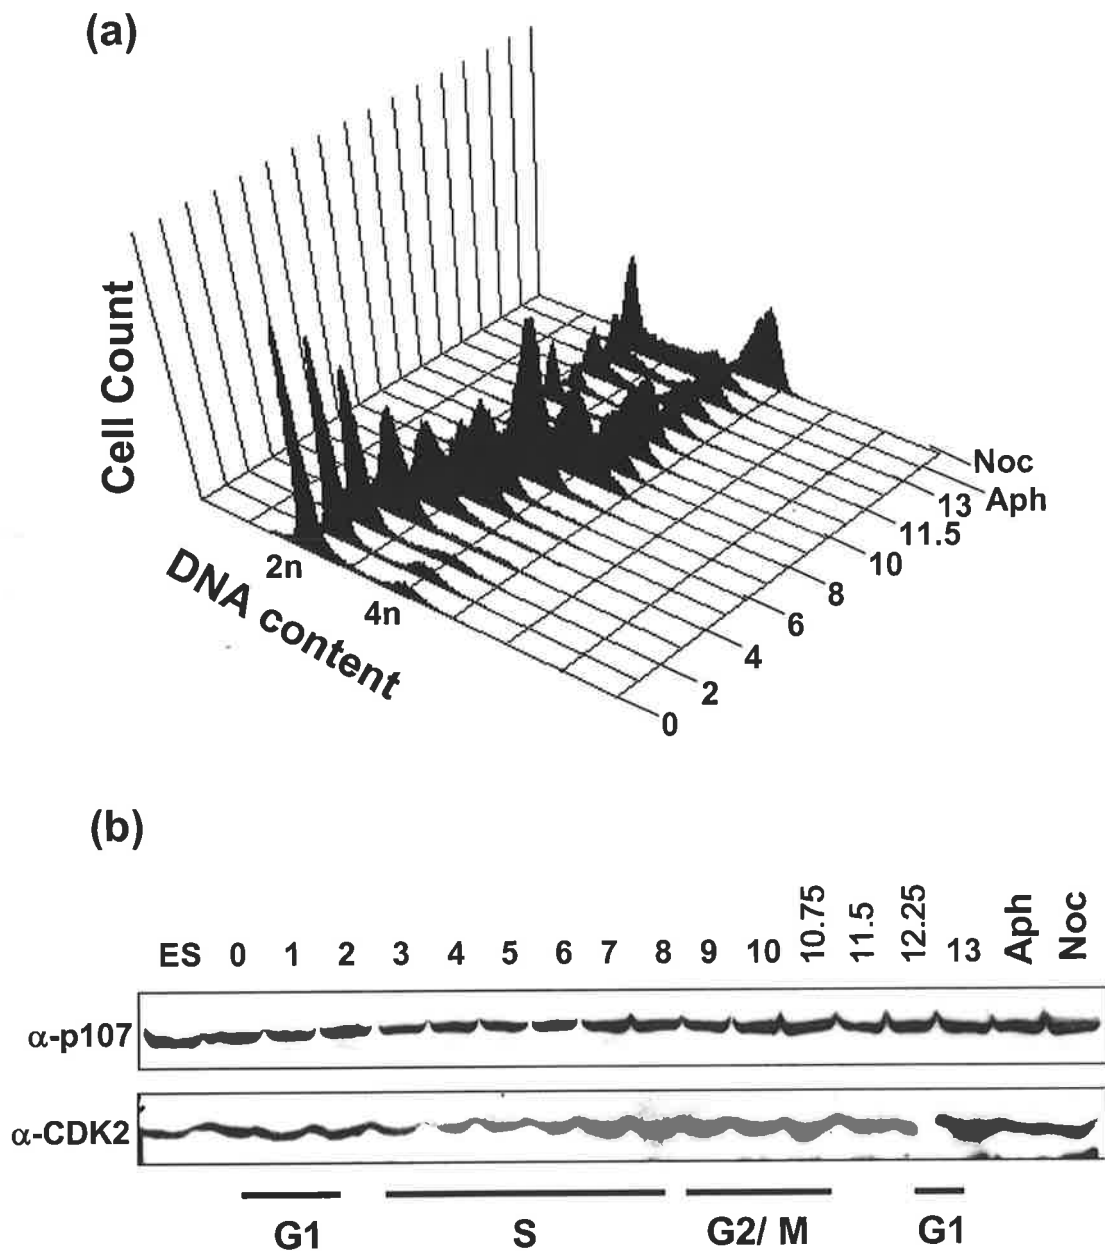 (a)
Cell Count
DNA content
2n
4n
0
2
4
6
8
10
11.5
13
Aph
Noc
(b)
ES 0 1 2 3 4 5 6 7 8 9 10 10.75 11.5 12.25 13 Aph Noc
α-p107
α-CDK2
G1 S G2/ M G1